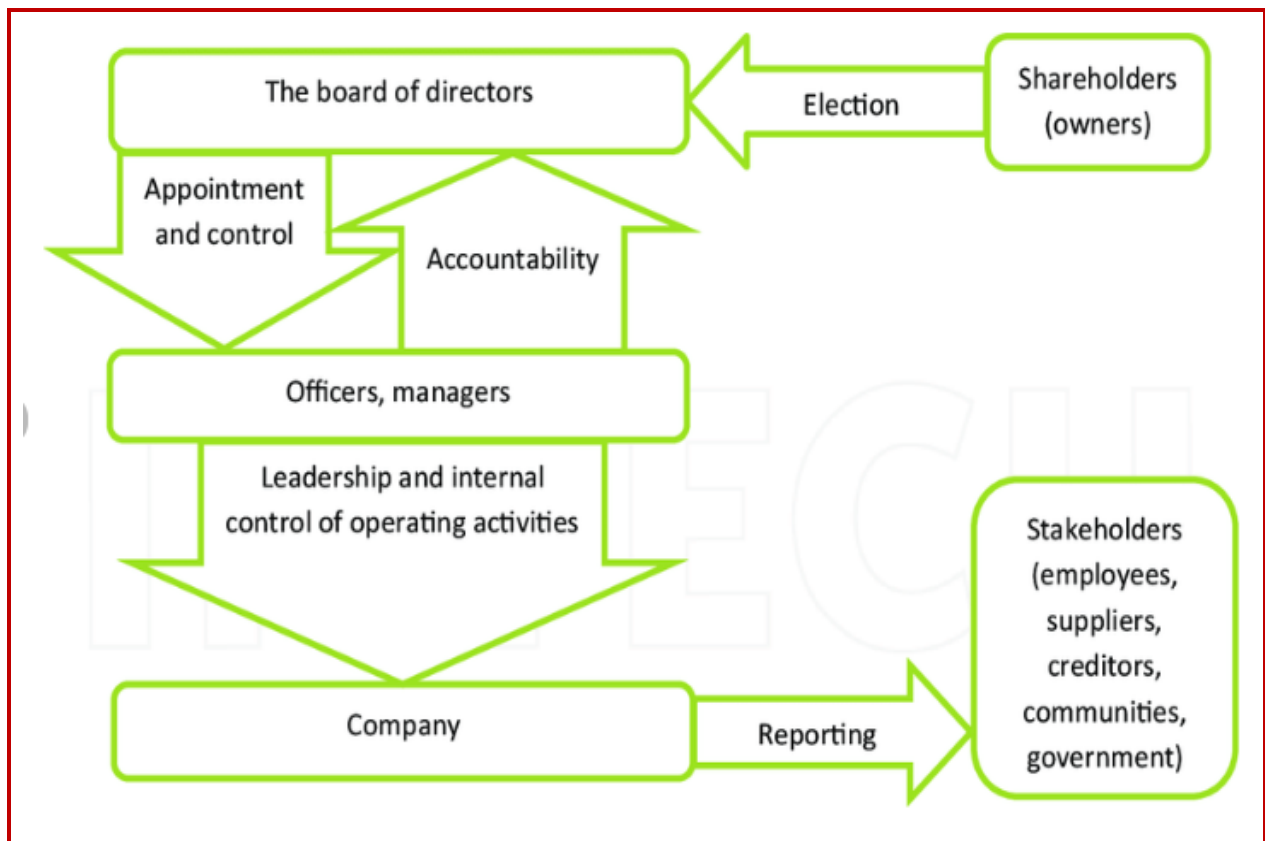 The board of directors
Election
Shareholders
(owners)
Appointment
and control
Accountability
Officers, managers
Leadership and internal
control of operating activities
Company
Reporting
Stakeholders
(employees,
suppliers,
creditors,
communities,
government)